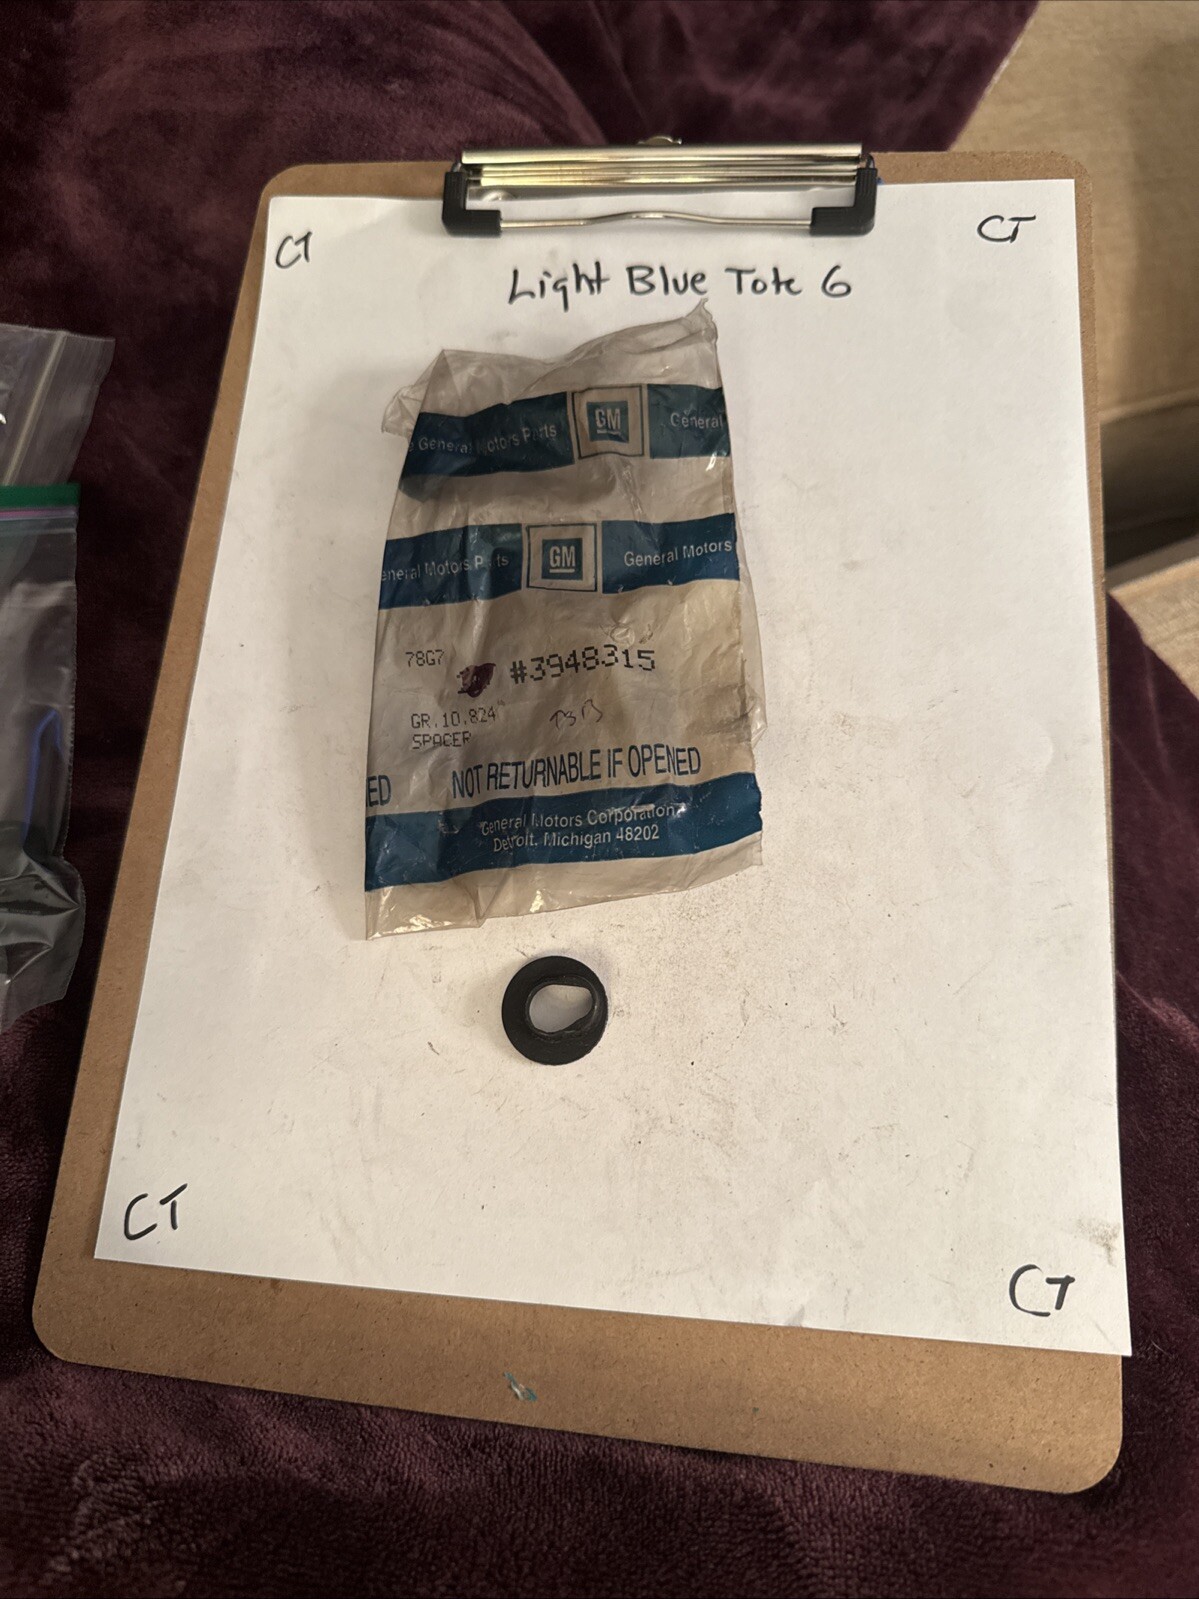 CT
CT
Light Blue Tote 6
General Motors Parts GM General
General Motors Parts GM General Motors
78G7
#3948315
GR.10.824
SPACER
NOT RETURNABLE IF OPENED
General Motors Corporation
Detroit, Michigan 48202
CT
CT